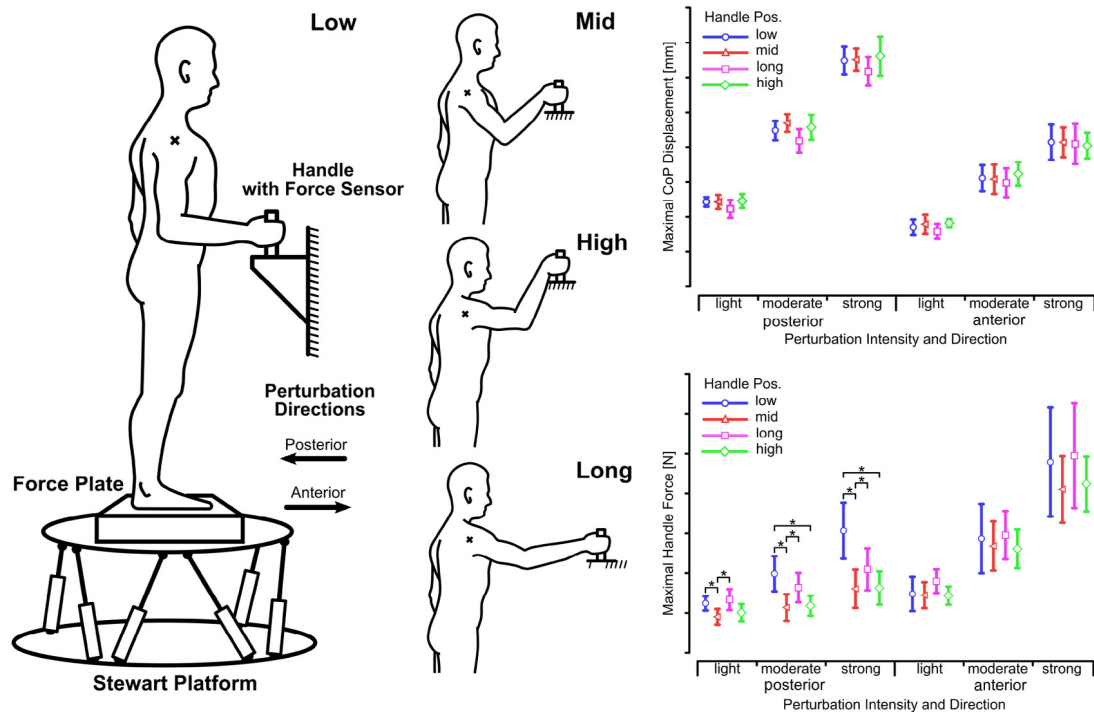 Low
Handle
with Force Sensor
Perturbation
Directions
Posterior
Anterior
Force Plate
Stewart Platform
Mid
High
Long
Maximal CoP Displacement [mm]
Handle Pos.
low
mid
long
high
light
moderate
strong
light
moderate
strong
posterior
anterior
Perturbation Intensity and Direction
Maximal Handle Force [N]
Handle Pos.
low
mid
long
high
*
*
*
*
*
*
*
*
light
moderate
strong
light
moderate
strong
posterior
anterior
Perturbation Intensity and Direction